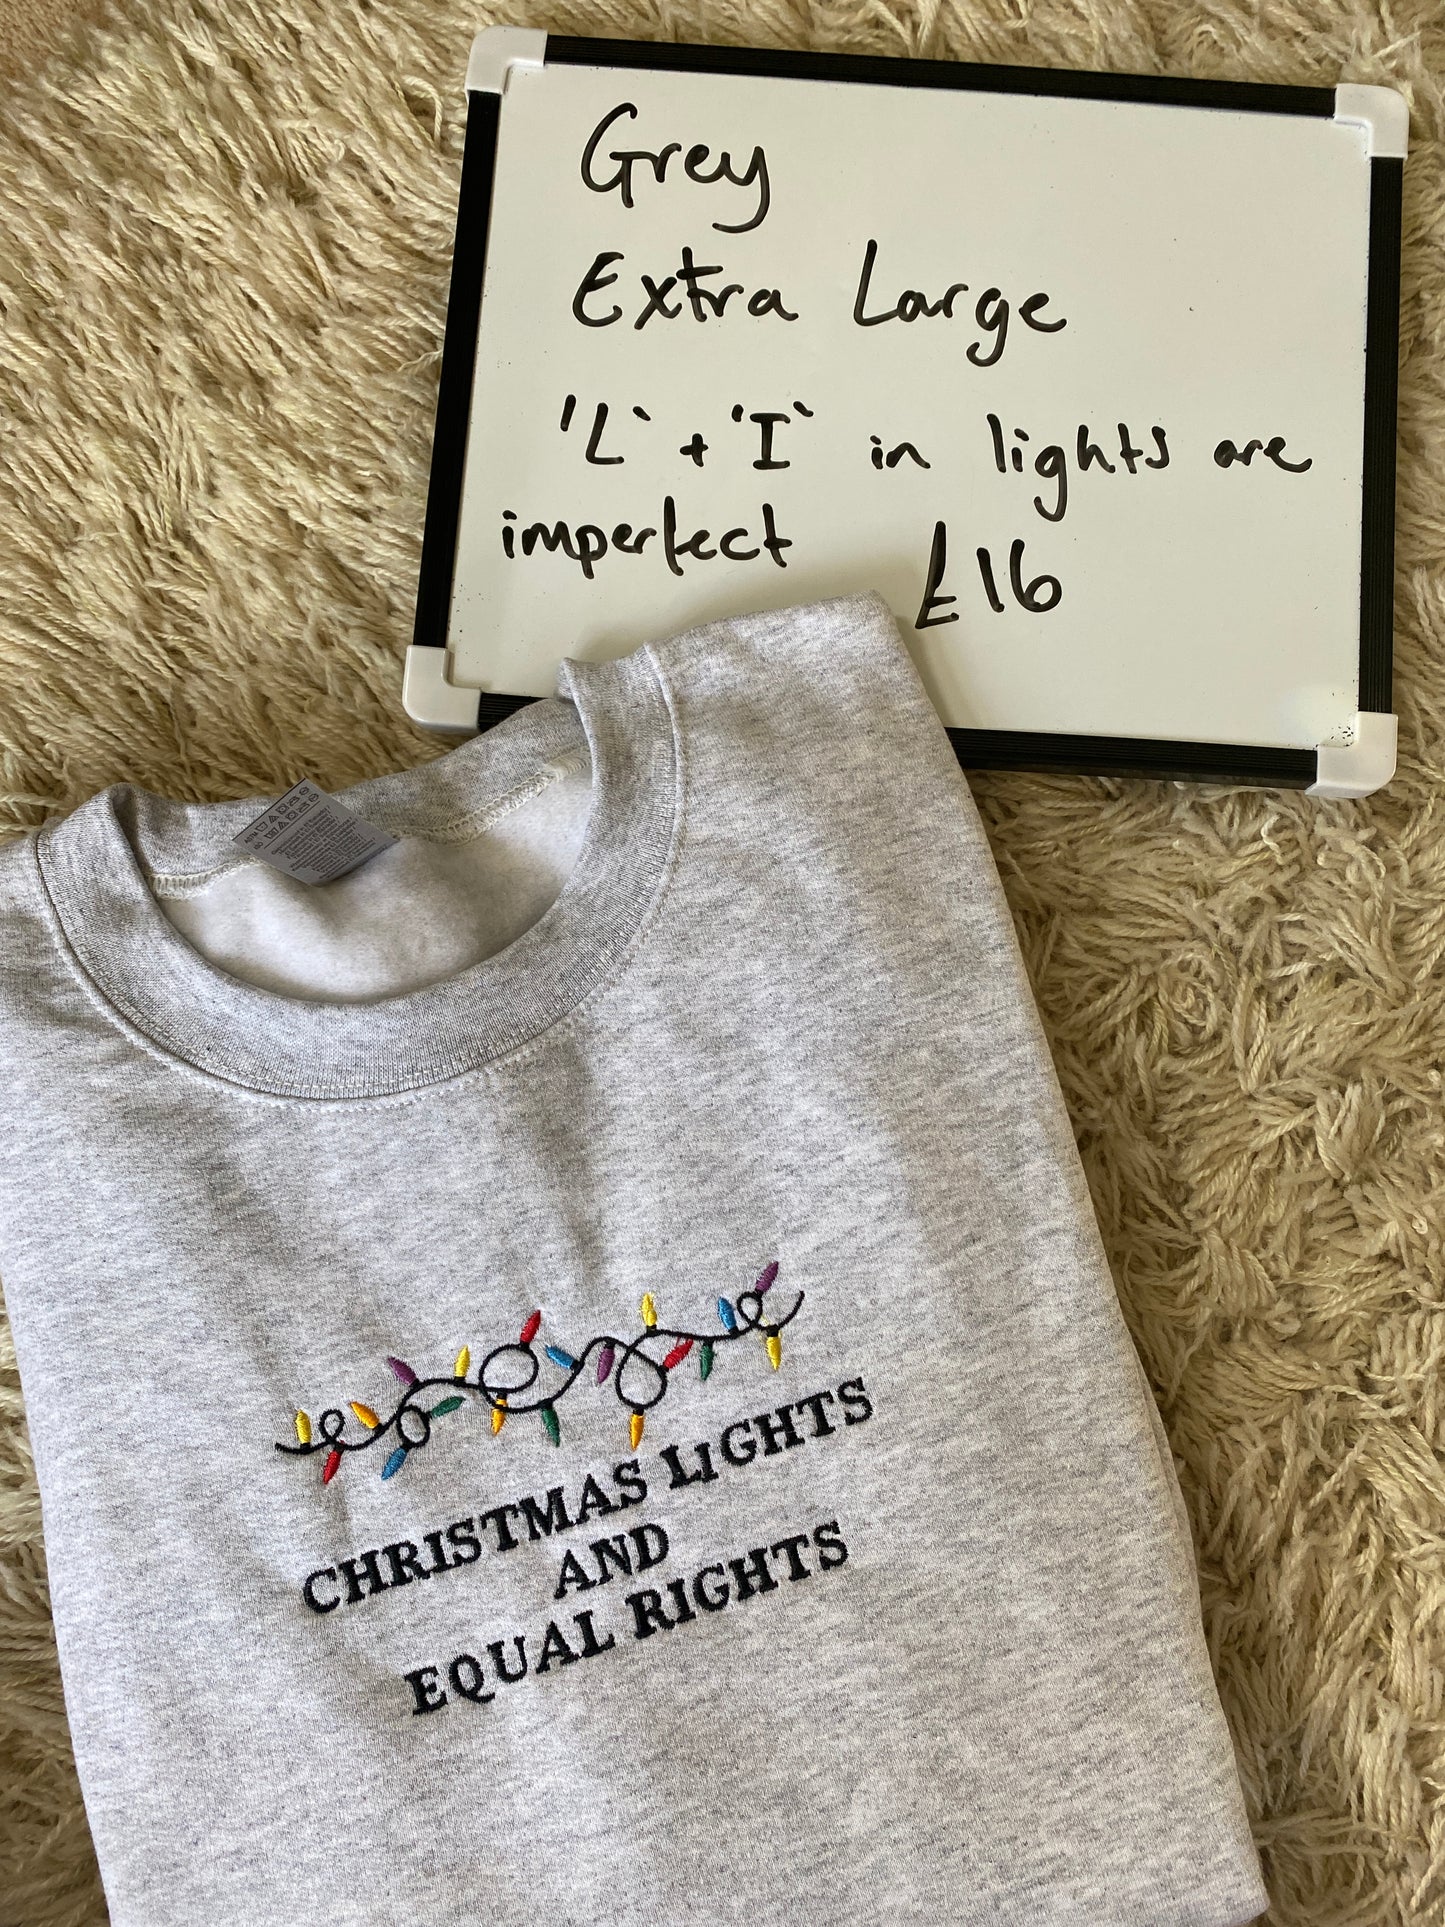 Grey
Extra Large
'L' + 'I' in lights are
imperfect £16
CHRISTMAS LIGHTS
AND
EQUAL RIGHTS